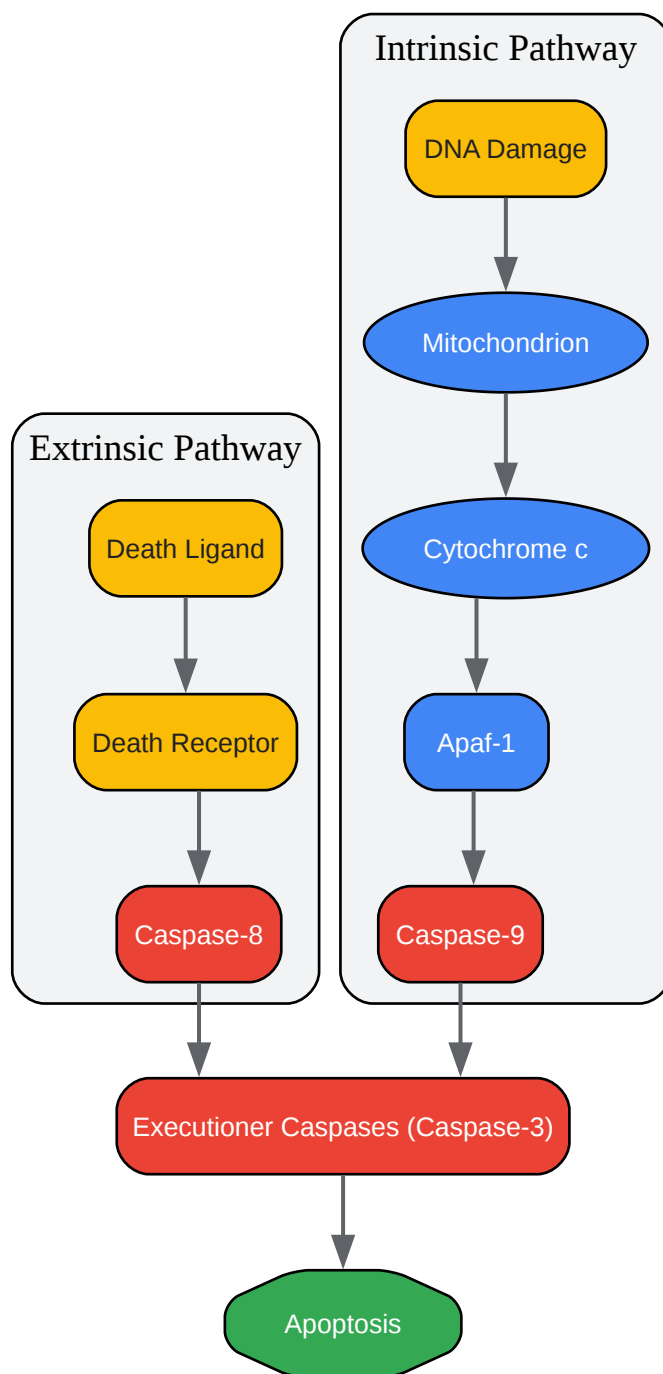 Intrinsic Pathway
DNA Damage
Mitochondrion
Cytochrome c
Apaf-1
Caspase-9
Extrinsic Pathway
Death Ligand
Death Receptor
Caspase-8
Executioner Caspases (Caspase-3)
Apoptosis